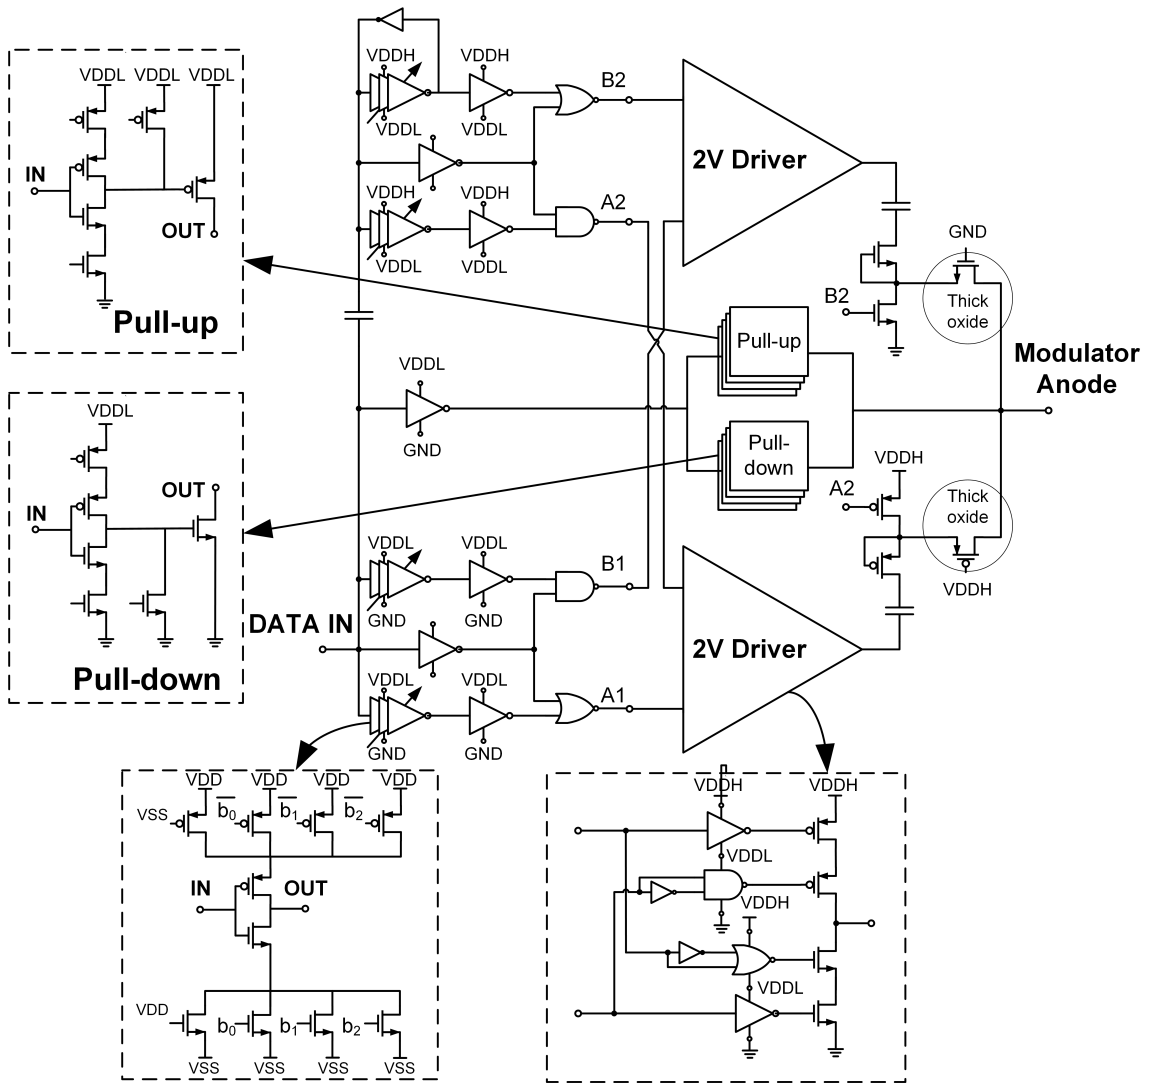 VDDH
VDDH
B2
VDDL
VDDL
VDDL
IN
OUT
Pull-up
VDDL
VDDL
2V Driver
VDDH
VDDH
A2
VDDL
VDDL
GND
B2
Thick
oxide
Pull-up
Modulator
Anode
VDDL
GND
Pull-
down
VDDH
A2
Thick
oxide
VDDH
VDDL
IN
OUT
Pull-down
VDDL
VDDL
B1
GND
GND
DATA IN
2V Driver
VDDL
VDDL
A1
GND
GND
VDD
VDD
VDD
VDD
VSS
b0
b1
b2
IN
OUT
VDD
b0
b1
b2
VSS
VSS
VSS
VSS
VDDH
VDDH
VDDL
VDDH
VDDL